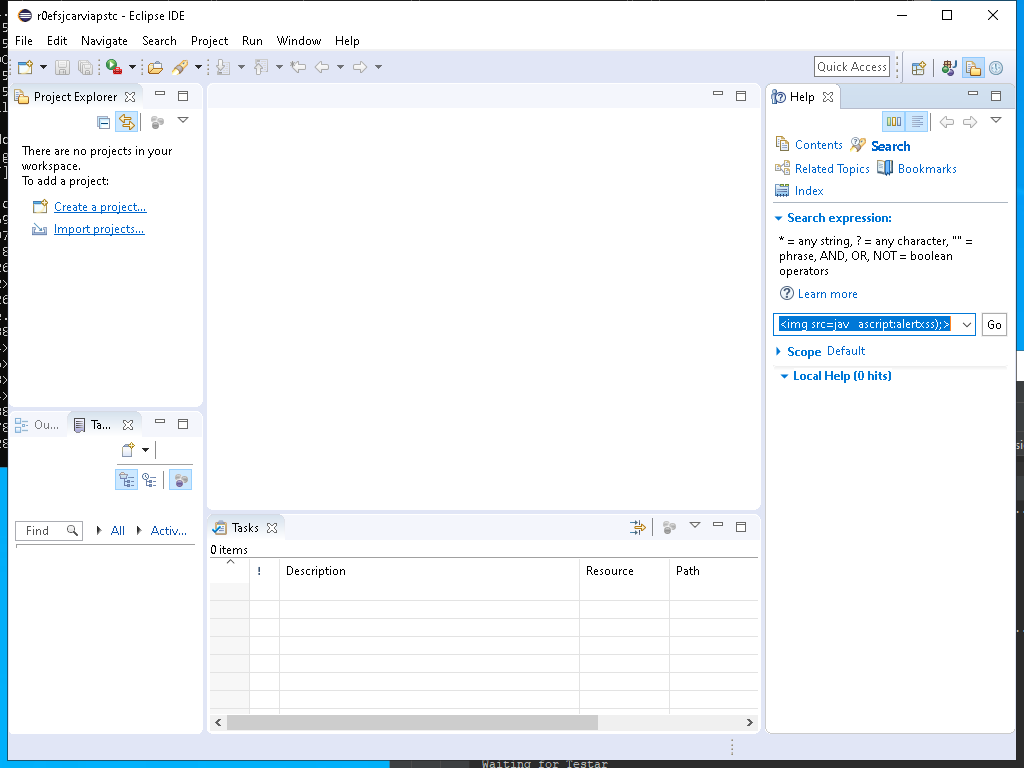 r0efsjcarviapstc - Eclipse IDE
File Edit Navigate Search Project Run Window Help
Quick Access
Project Explorer
There are no projects in your
workspace.
To add a project:
Create a project...
Import projects...
Ou... Ta...
Find All Activ...
Tasks
0 items
! Description Resource Path
Help
Contents Search
Related Topics Bookmarks
Index
Search expression:
* = any string, ? = any character, "" =
phrase, AND, OR, NOT = boolean
operators
Learn more
<img src=jav ascript:alertxss);> Go
Scope Default
Local Help (0 hits)
Waiting for Testar